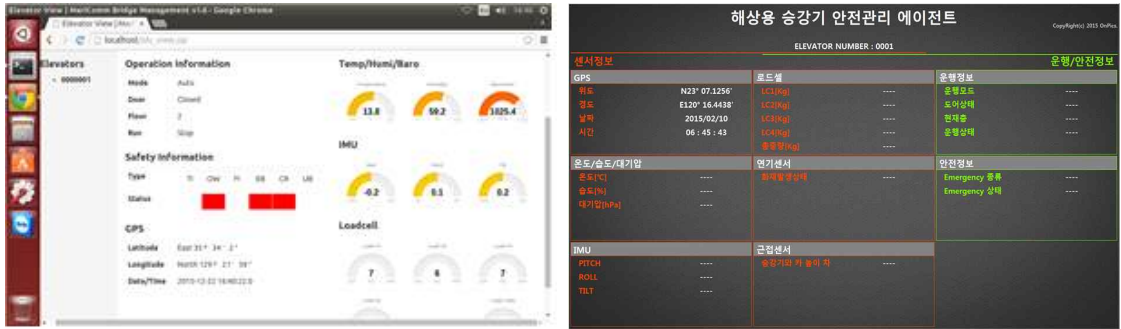 Elevator View | MariComm Bridge Management v1.0 - Google Chrome
Elevator View | Mari
localhost
Elevators
0000001
Operation Information
Mode Auto
Door Closed
Floor 2
Run Stop
Safety Information
Type
Status
GPS
Latitude
Longitude
Date/Time
Temp/Humi/Baro
13.8 59.2 1025.4
IMU
-0.2 0.1 0.2
Loadcell
7 6 7
해상용 승강기 안전관리 에이전트
CopyRight(c) 2015 OnPics.
ELEVATOR NUMBER : 0001
센서정보 운행/안전정보
GPS
위도 N23° 07.1256'
경도 E120° 16.4438'
날짜 2015/02/10
시간 06 : 45 : 43
로드셀
LC1[Kg] ----
LC2[Kg] ----
LC3[Kg] ----
LC4[Kg] ----
총중량[Kg] ----
운행정보
운행모드 ----
도어상태 ----
현재층 ----
운행상태 ----
온도/습도/대기압
온도[℃] ----
습도[%] ----
대기압[hPa] ----
연기센서
화재발생상태 ----
안전정보
Emergency 종류 ----
Emergency 상태 ----
IMU
PITCH ----
ROLL ----
TILT ----
근접센서
승강기와 카 높이 차 ----